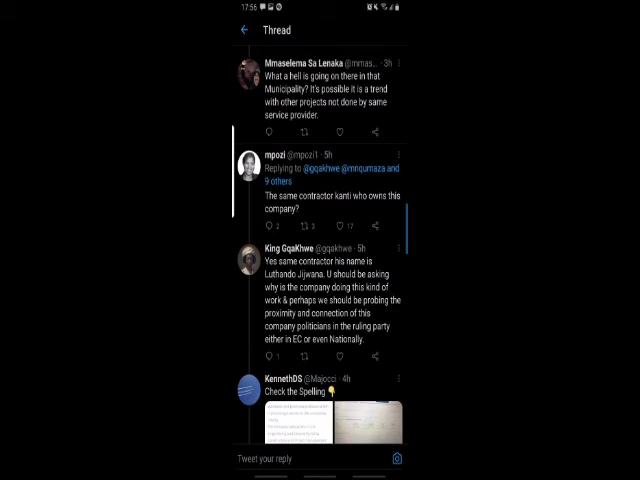 17:56
Thread
Mmaselema Sa Lenaka @mmas... · 3h
What a hell is going on there in that
Municipality? It's possible it is a trend
with other projects not done by same
service provider.
mpozi @mpozi1 · 5h
Replying to @gqakhwe @mnqumaza and
9 others
The same contractor kanti who owns this
company?
2 3 17
King GqaKhwe @gqakhwe · 5h
Yes same contractor his name is
Luthando Jijwana. U should be asking
why is the company doing this kind of
work & perhaps we should be probing the
proximity and connection of this
company politicians in the ruling party
either in EC or even Nationally.
1
KennethDS @Majocci · 4h
Check the Spelling 👇
Tweet your reply